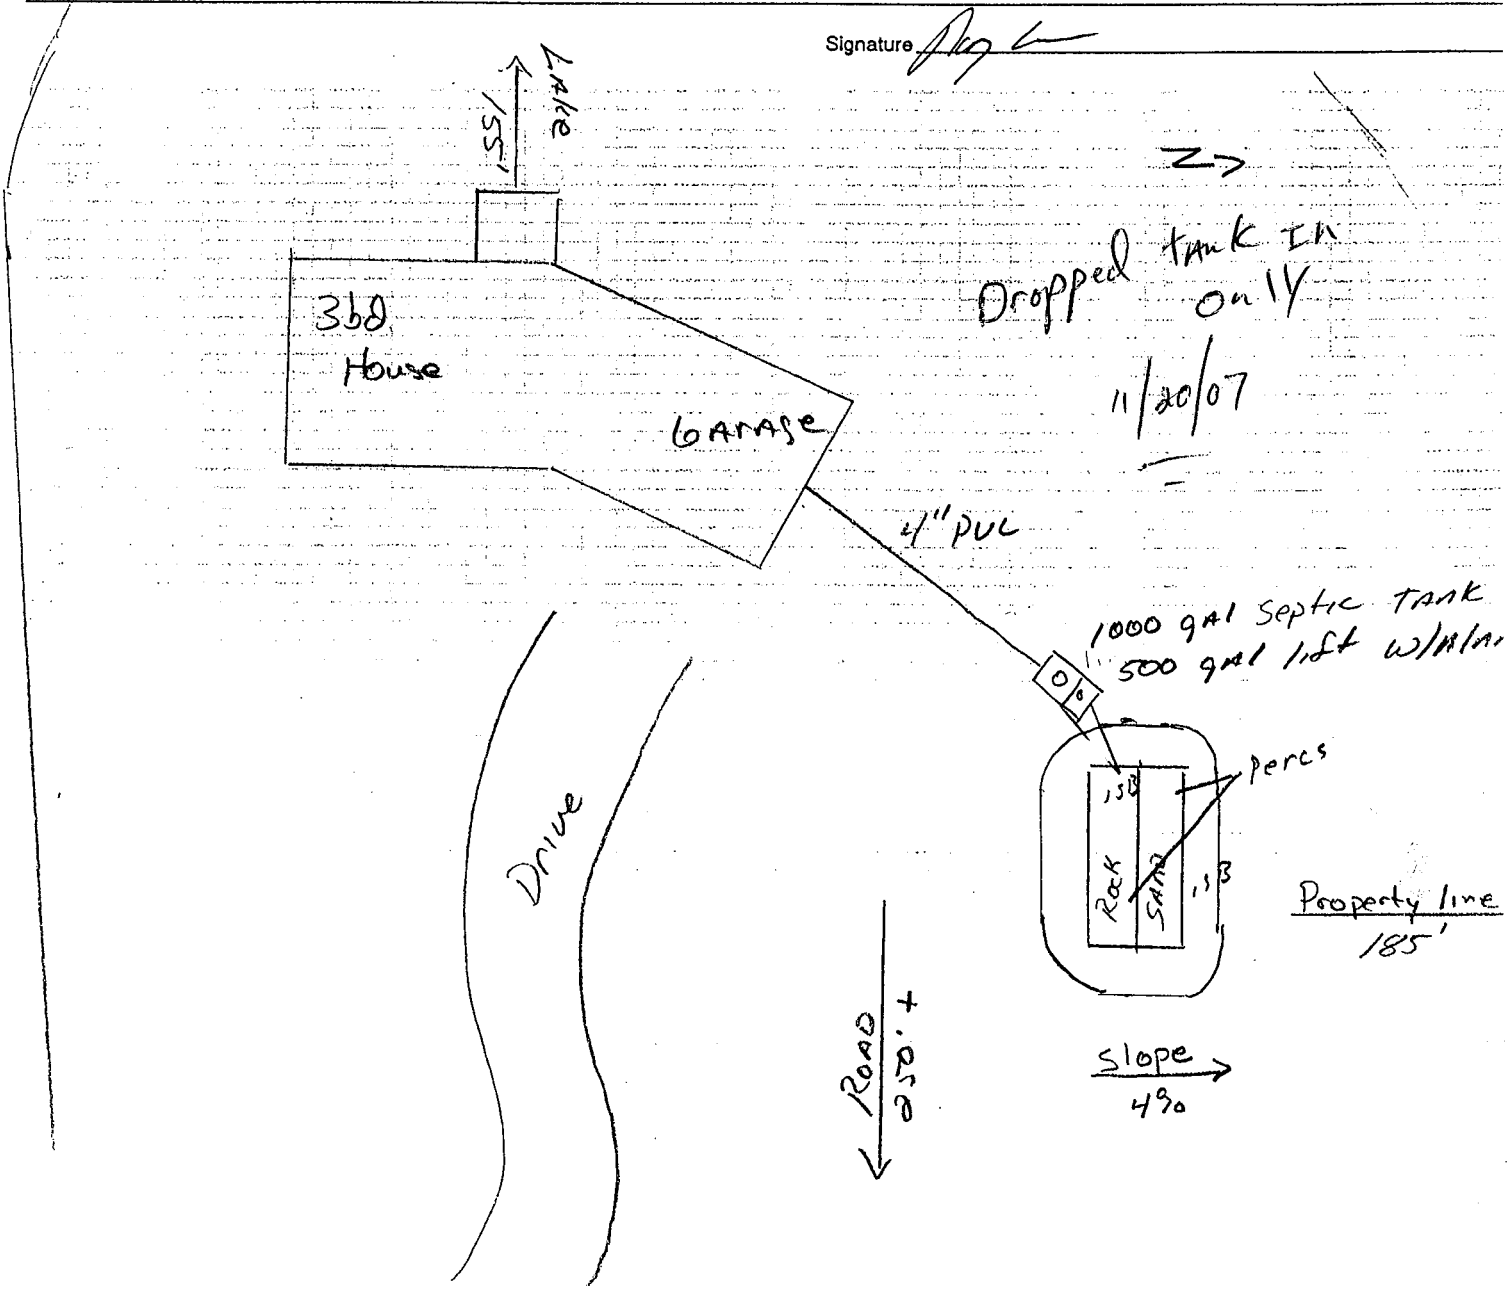 Signature
Lake
155'
N
Dropped tank In
only
11/20/07
3bd
House
GArAge
4" PVC
1000 gAl Septic TAnk
500 gAl lift
Percs
Rock
SAND
Drive
Property line
185'
ROAD
250' +
Slope
4%